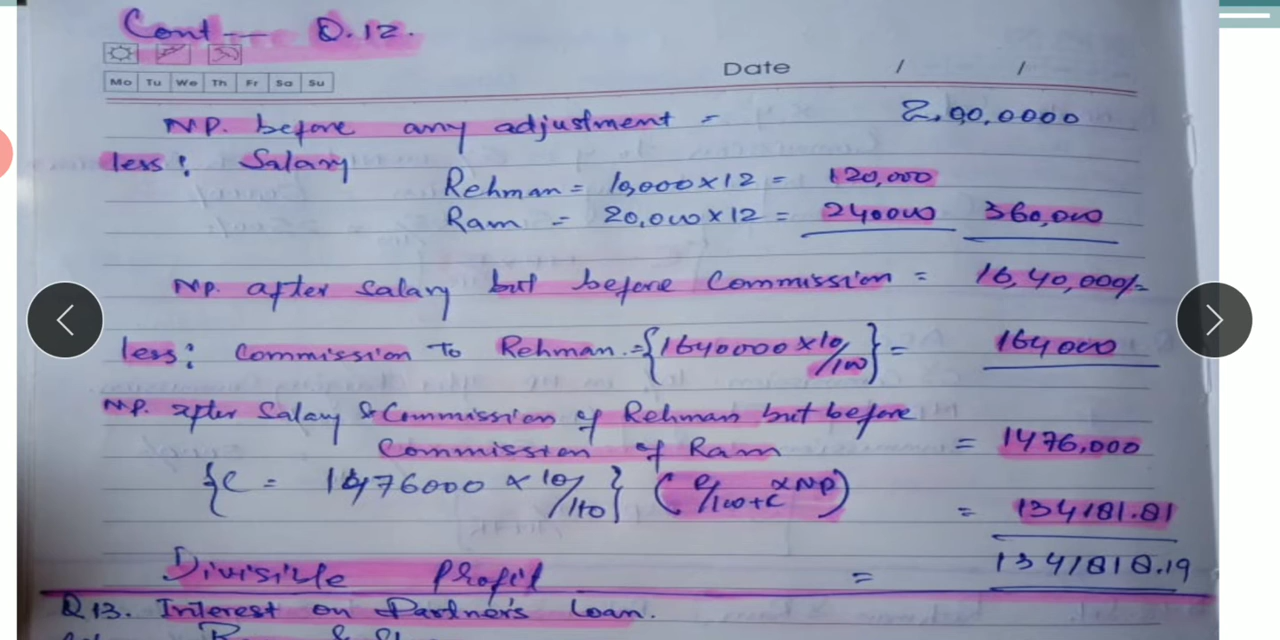 Cont--- Q.12.
Mo Tu We Th Fr Sa Su
Date / /
NP. before any adjustment = 2,00,0000
less: Salary
Rehman = 10,000×12 = 120,000
Ram = 20,000×12 = 240000 360,000
NP. after salary but before Commission = 16,40,000/=
less: Commission to Rehman = {1640000×10/100} = 164000
NP. after Salary & Commission of Rehman but before
Commission of Ram = 1476,000
{C = 1476000 × 10/110} (C/100+C ×NP) = 134181.81
Divisible Profit = 1341818.19
Q13. Interest on Partner's loan.